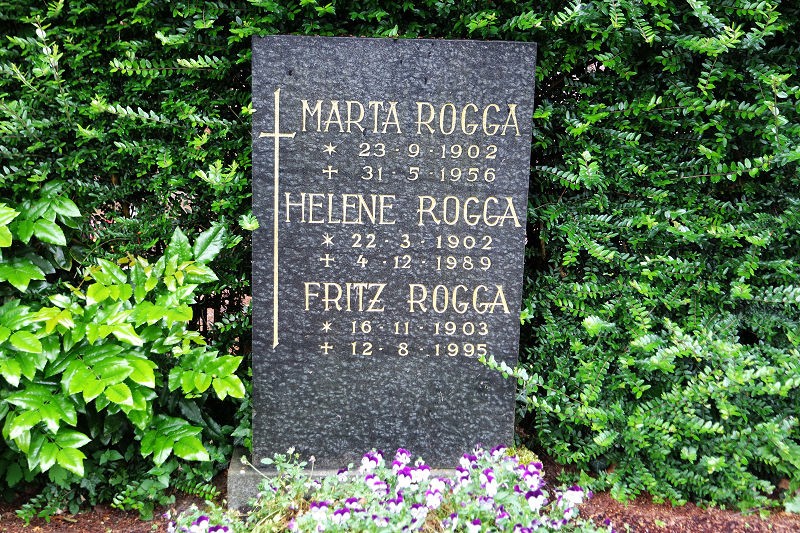 MARTA ROGGA
* 23 · 9 · 1902
+ 31 · 5 · 1956
HELENE ROGGA
* 22 · 3 · 1902
+ 4 · 12 · 1989
FRITZ ROGGA
* 16 · 11 · 1903
+ 12 · 8 · 1995